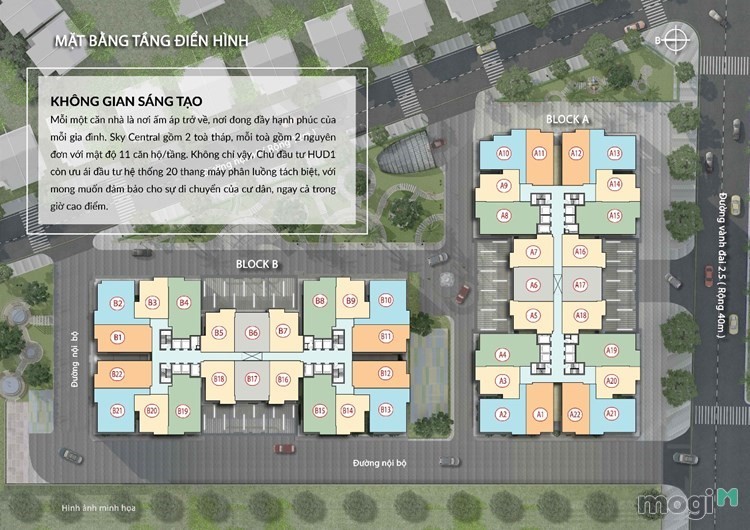 MẶT BẰNG TẦNG ĐIỂN HÌNH
B
KHÔNG GIAN SÁNG TẠO
Mỗi một căn nhà là nơi ấm áp trở về, nơi đong đầy hạnh phúc của
mỗi gia đình. Sky Central gồm 2 toà tháp, mỗi toà gồm 2 nguyên
đơn với mật độ 11 căn hộ/tầng. Không chỉ vậy, Chủ đầu tư HUD1
còn ưu ái đầu tư hệ thống 20 thang máy phân luồng tách biệt, với
mong muốn đảm bảo cho sự di chuyển của cư dân, ngay cả trong
giờ cao điểm.
BLOCK A
A10 A11 A12 A13
A9 A14
A8 A15
A7 A16
A6 A17
A5 A18
A4 A19
A3 A20
A2 A1 A22 A21
Đường vành đai 2,5 ( Rộng 40m )
BLOCK B
B2 B3 B4 B8 B9 B10
B1 B5 B6 B7 B11
B22 B18 B17 B16 B12
B21 B20 B19 B15 B14 B13
Đường nội bộ
Đường nội bộ
Hình ảnh minh họa
mogi